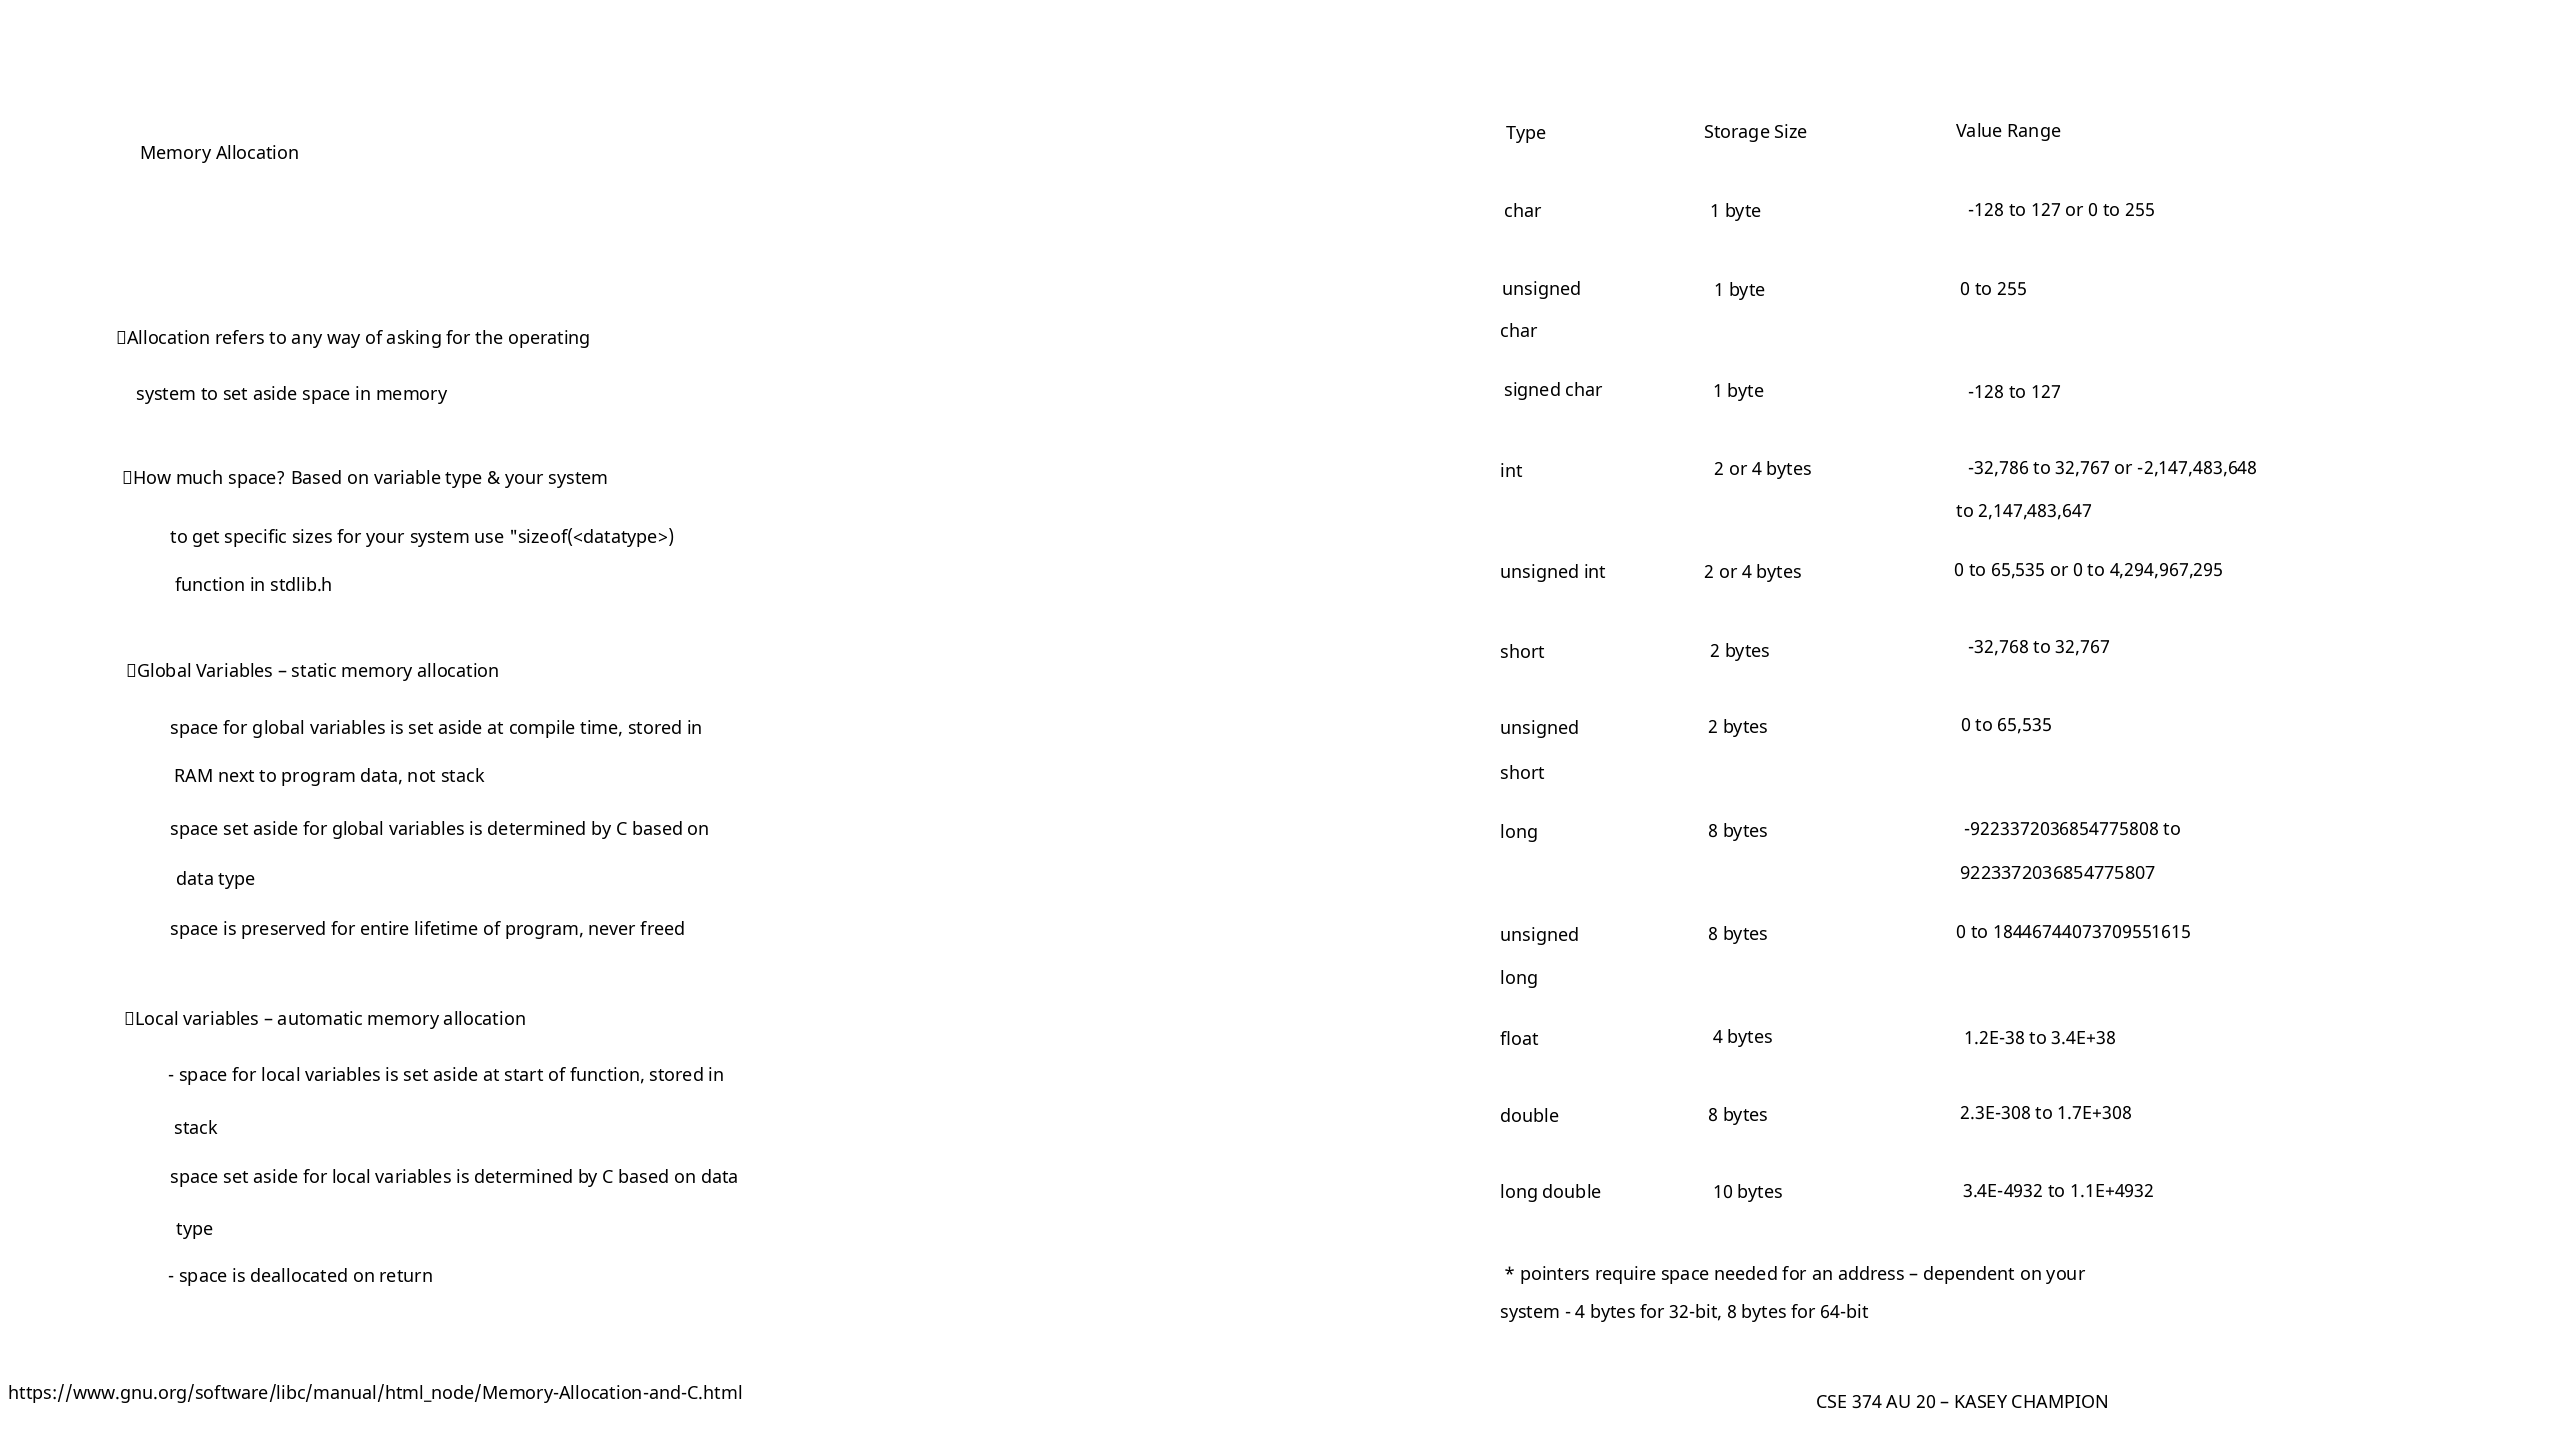 Memory Allocation
Allocation refers to any way of asking for the operating
system to set aside space in memory
How much space? Based on variable type & your system
to get specific sizes for your system use "sizeof(<datatype>)
function in stdlib.h
Global Variables – static memory allocation
space for global variables is set aside at compile time, stored in
RAM next to program data, not stack
space set aside for global variables is determined by C based on
data type
space is preserved for entire lifetime of program, never freed
Local variables – automatic memory allocation
- space for local variables is set aside at start of function, stored in
stack
space set aside for local variables is determined by C based on data
type
- space is deallocated on return
https://www.gnu.org/software/libc/manual/html_node/Memory-Allocation-and-C.html
Type Storage Size Value Range
char 1 byte -128 to 127 or 0 to 255
unsigned 1 byte 0 to 255
char
signed char 1 byte -128 to 127
int 2 or 4 bytes -32,786 to 32,767 or -2,147,483,648
to 2,147,483,647
unsigned int 2 or 4 bytes 0 to 65,535 or 0 to 4,294,967,295
short 2 bytes -32,768 to 32,767
unsigned 2 bytes 0 to 65,535
short
long 8 bytes -9223372036854775808 to
9223372036854775807
unsigned 8 bytes 0 to 18446744073709551615
long
float 4 bytes 1.2E-38 to 3.4E+38
double 8 bytes 2.3E-308 to 1.7E+308
long double 10 bytes 3.4E-4932 to 1.1E+4932
* pointers require space needed for an address – dependent on your
system - 4 bytes for 32-bit, 8 bytes for 64-bit
CSE 374 AU 20 – KASEY CHAMPION